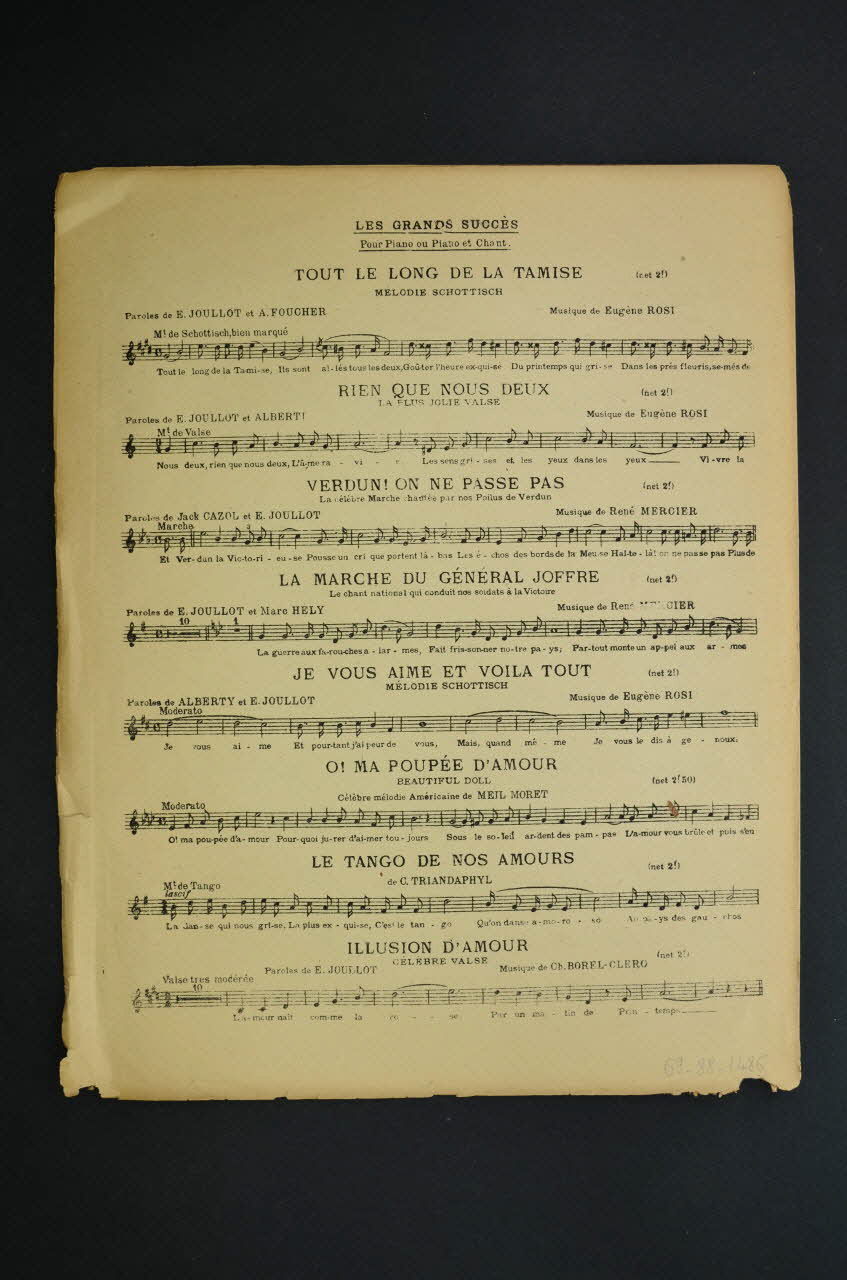 LES GRANDS SUCCÈS
Pour Piano ou Piano et Chant.
TOUT LE LONG DE LA TAMISE (net 2f)
MELODIE SCHOTTISCH
Paroles de E. JOULLOT et A. FOUCHER Musique de Eugène ROSI
Mt de Schottisch, bien marqué
Tout le long de la Ta-mi-se, Ils sont al-lés tous les deux, Goûter l'heure ex-qui-se Du printemps qui gri-se Dans les prés fleuris, se-més de
RIEN QUE NOUS DEUX (net 2f)
LA PLUS JOLIE VALSE
Paroles de E. JOULLOT et ALBERTI Musique de Eugène ROSI
Mt de Valse
Nous deux, rien que nous deux, L'â-me ra - vi - e Les sens gri - ses et les yeux dans les yeux Vi-vre la
VERDUN! ON NE PASSE PAS (net 2f)
La célèbre Marche chantée par nos Poilus de Verdun
Paroles de Jack CAZOL et E. JOULLOT Musique de René MERCIER
Marche
Et Ver-dun la Vic-to-ri - eu-se Pousse un cri que portent là-bas Les é-chos des bords de la Meu-se Hal-te-là! on ne passe pas Plus de
LA MARCHE DU GÉNÉRAL JOFFRE (net 2f)
Le chant national qui conduit nos soldats à la Victoire
Paroles de E. JOULLOT et Marc HELY Musique de René MERCIER
10 1
La guerre aux fa-rou-ches a-lar-mes, Fait fris-son-ner no-tre pa-ys; Par-tout monte un ap-pel aux ar-mes
JE VOUS AIME ET VOILA TOUT (net 2f)
MÉLODIE SCHOTTISCH
Paroles de ALBERTY et E. JOULLOT Musique de Eugène ROSI
Moderato
Je vous ai - me Et pour-tant j'ai peur de vous, Mais, quand mê - me Je vous le dis à ge - noux.
O! MA POUPÉE D'AMOUR
BEAUTIFUL DOLL (net 2f50)
Célèbre mélodie Américaine de MEIL MORET
Moderato
O! ma pou-pée d'a-mour Pour-quoi ju-rer d'ai-mer tou-jours Sous le so-leil ar-dent des pam-pas L'a-mour vous brûle et puis s'en
LE TANGO DE NOS AMOURS (net 2f)
de C. TRIANDAPHYL
Mt de Tango
lascif
La dan-se qui nous gri-se, La plus ex-qui-se, C'est le tan-go Qu'on danse a-mo-ro-so Au pa-ys des gau-chos
ILLUSION D'AMOUR (net 2f)
CÉLÈBRE VALSE
Paroles de E. JOULLOT Musique de Ch. BOREL-CLERC
Valse tres modérée
10
L'a-mour naît com-me la ro - - se Par un ma - tin de Prin - temps
69-88-1486